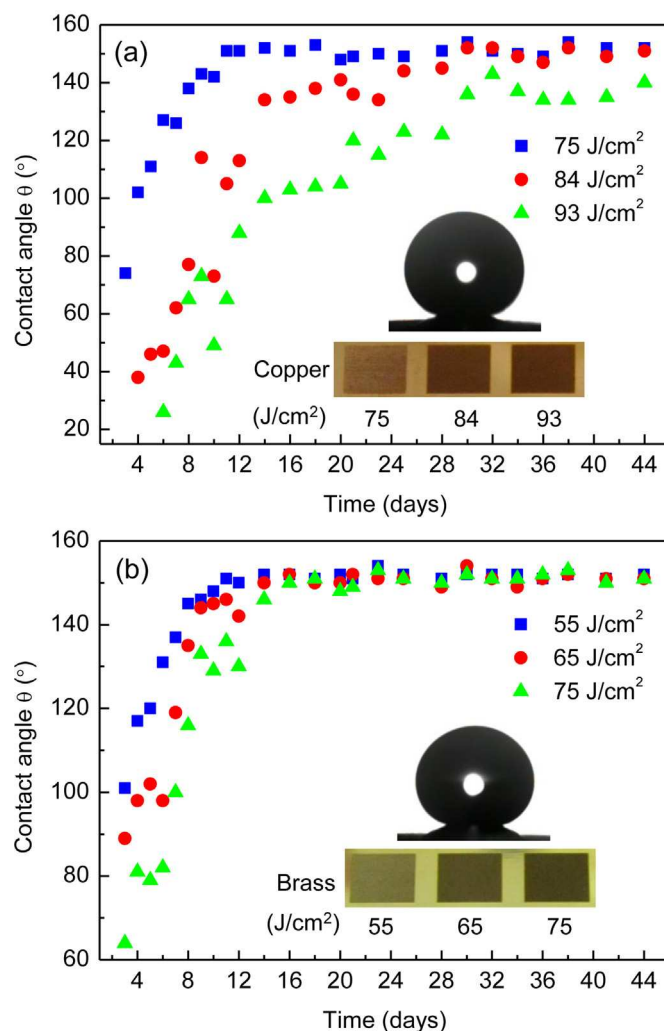 (a)
160
140
120
100
80
60
40
20
Contact angle θ (°)
75 J/cm²
84 J/cm²
93 J/cm²
Copper
(J/cm²) 75 84 93
4 8 12 16 20 24 28 32 36 40 44
Time (days)
(b)
160
140
120
100
80
60
Contact angle θ (°)
55 J/cm²
65 J/cm²
75 J/cm²
Brass
(J/cm²) 55 65 75
4 8 12 16 20 24 28 32 36 40 44
Time (days)